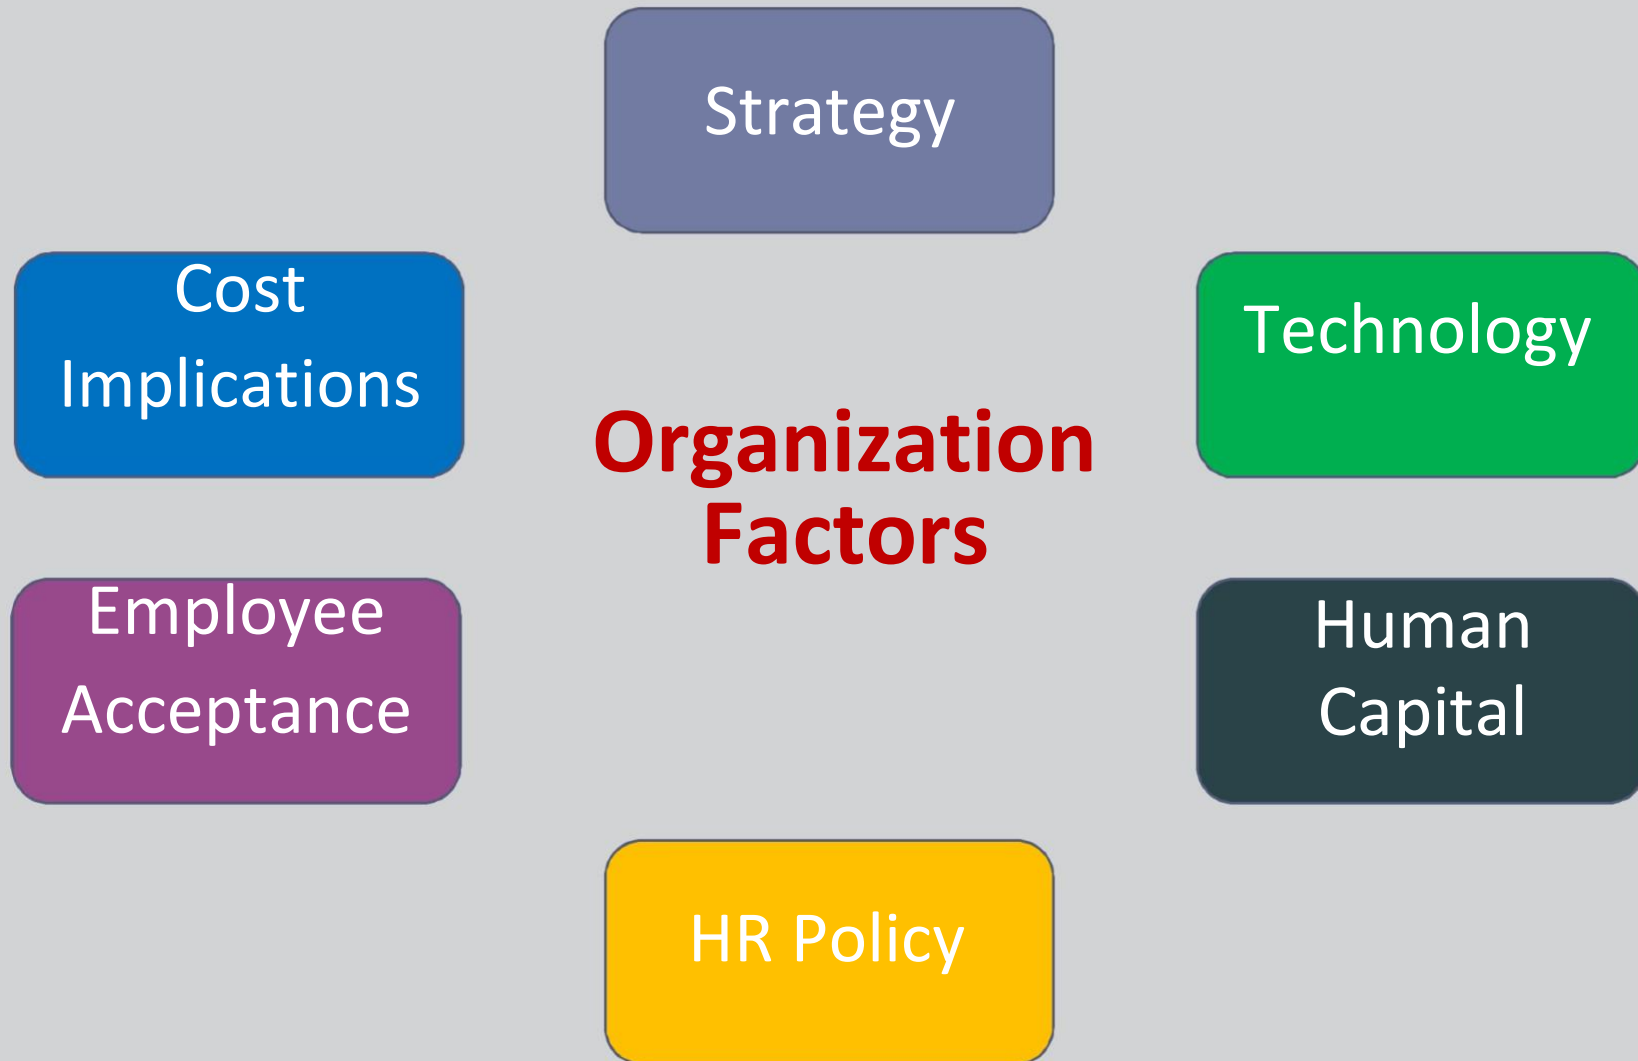 Strategy
Cost
Implications
Technology
Organization
Factors
Employee
Acceptance
Human
Capital
HR Policy